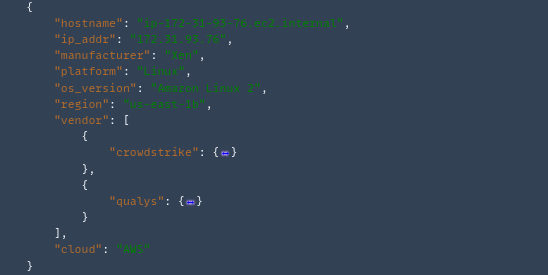 {
"hostname": "ip-172-31-93-76.ec2.internal",
"ip_addr": "172.31.93.76",
"manufacturer": "Xen",
"platform": "Linux",
"os_version": "Amazon Linux 2",
"region": "us-east-1b",
"vendor": [
{
"crowdstrike": {↔}
},
{
"qualys": {↔}
}
],
"cloud": "AWS"
}